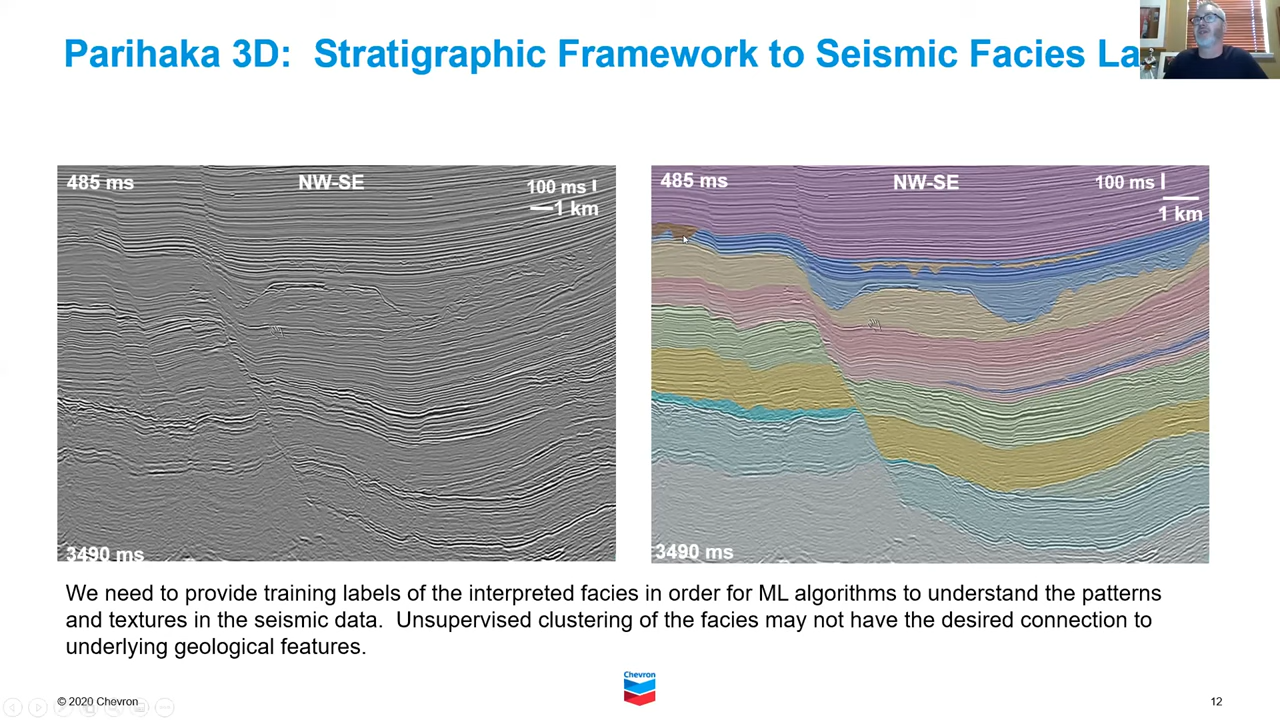 Parihaka 3D: Stratigraphic Framework to Seismic Facies La
485 ms
NW-SE
100 ms
1 km
3490 ms
485 ms
NW-SE
100 ms
1 km
3490 ms
We need to provide training labels of the interpreted facies in order for ML algorithms to understand the patterns
and textures in the seismic data. Unsupervised clustering of the facies may not have the desired connection to
underlying geological features.
Chevron
© 2020 Chevron
12